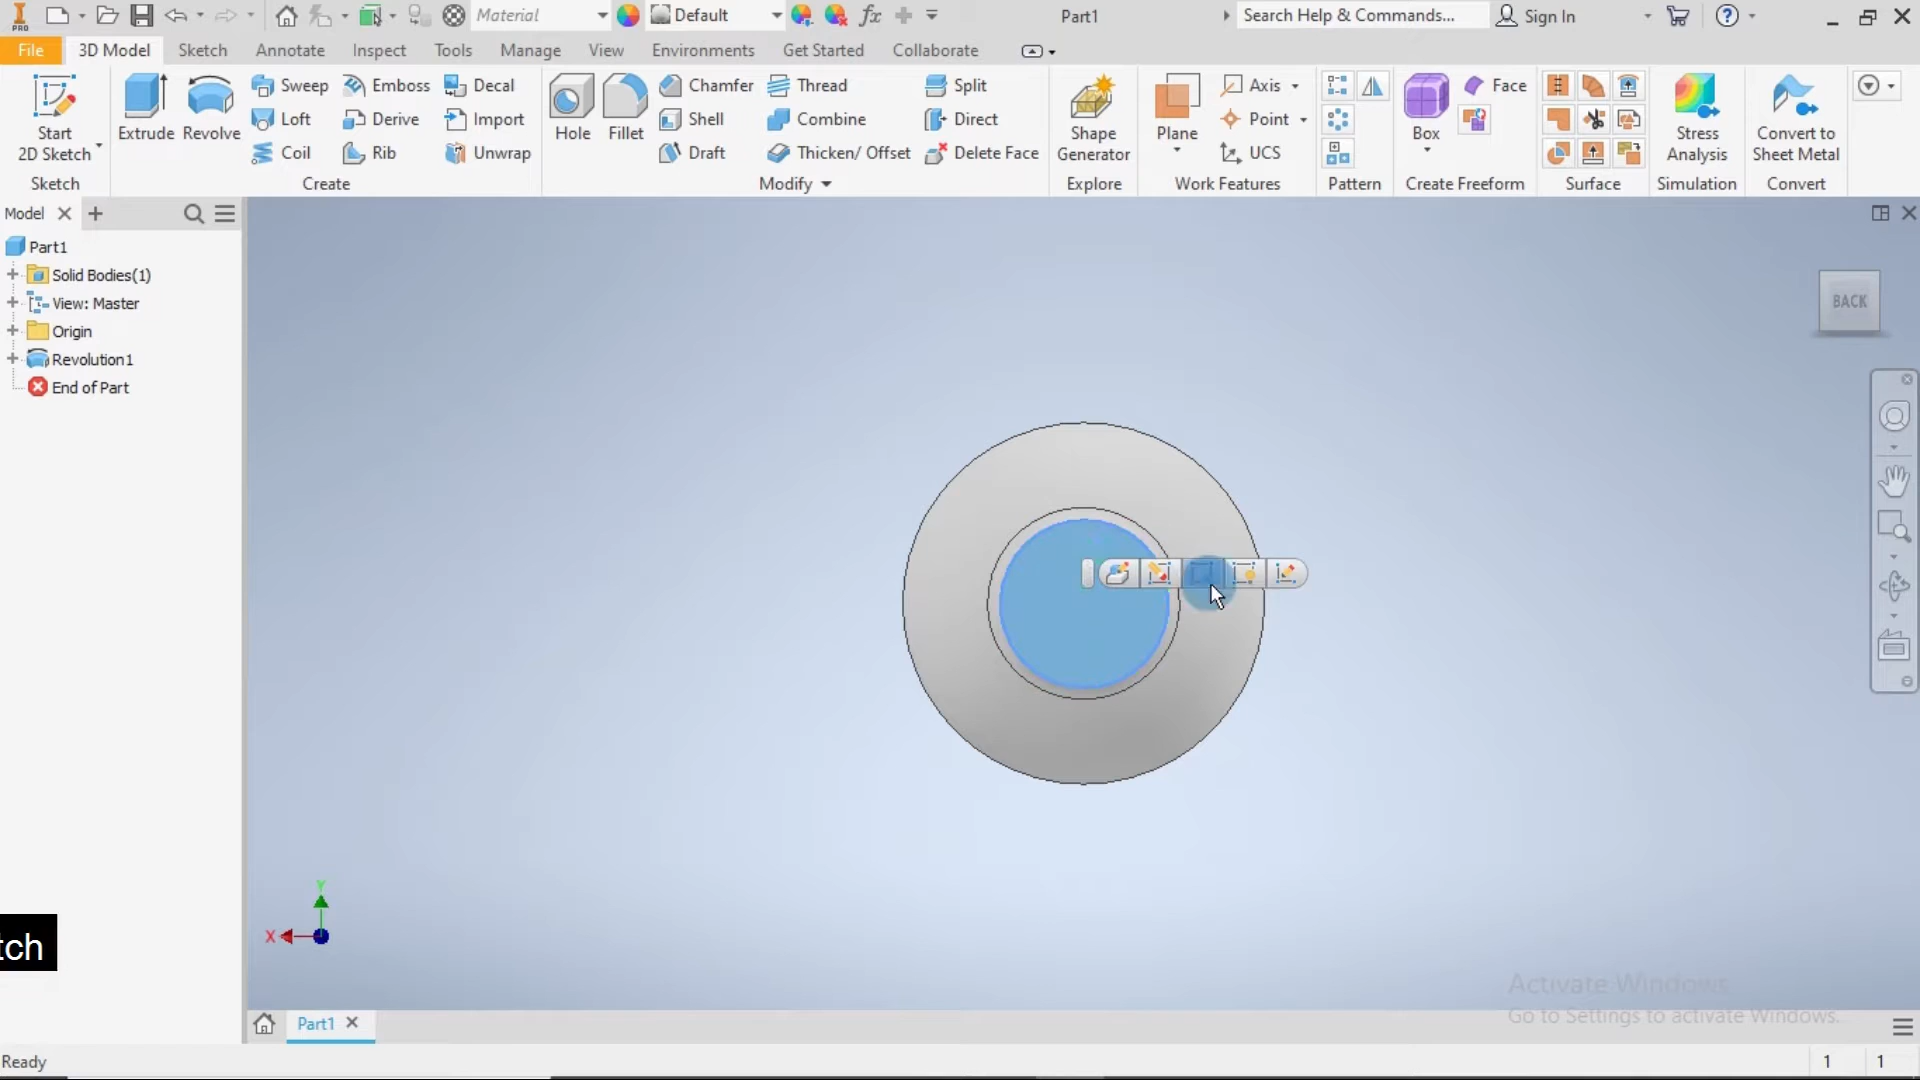 Material
Default
Part1
Search Help & Commands...
Sign In
PRO
File
3D Model
Sketch
Annotate
Inspect
Tools
Manage
View
Environments
Get Started
Collaborate
Start
2D Sketch
Sketch
Extrude
Revolve
Sweep
Loft
Coil
Emboss
Derive
Rib
Decal
Import
Unwrap
Create
Hole
Fillet
Chamfer
Shell
Draft
Thread
Combine
Thicken/ Offset
Split
Direct
Delete Face
Modify
Shape
Generator
Explore
Plane
Axis
Point
UCS
Work Features
Pattern
Box
Face
Create Freeform
Surface
Stress
Analysis
Simulation
Convert to
Sheet Metal
Convert
Model
Part1
Solid Bodies(1)
View: Master
Origin
Revolution1
End of Part
BACK
Y
X
tch
Activate Windows
Go to Settings to activate Windows.
Part1
Ready
1
1